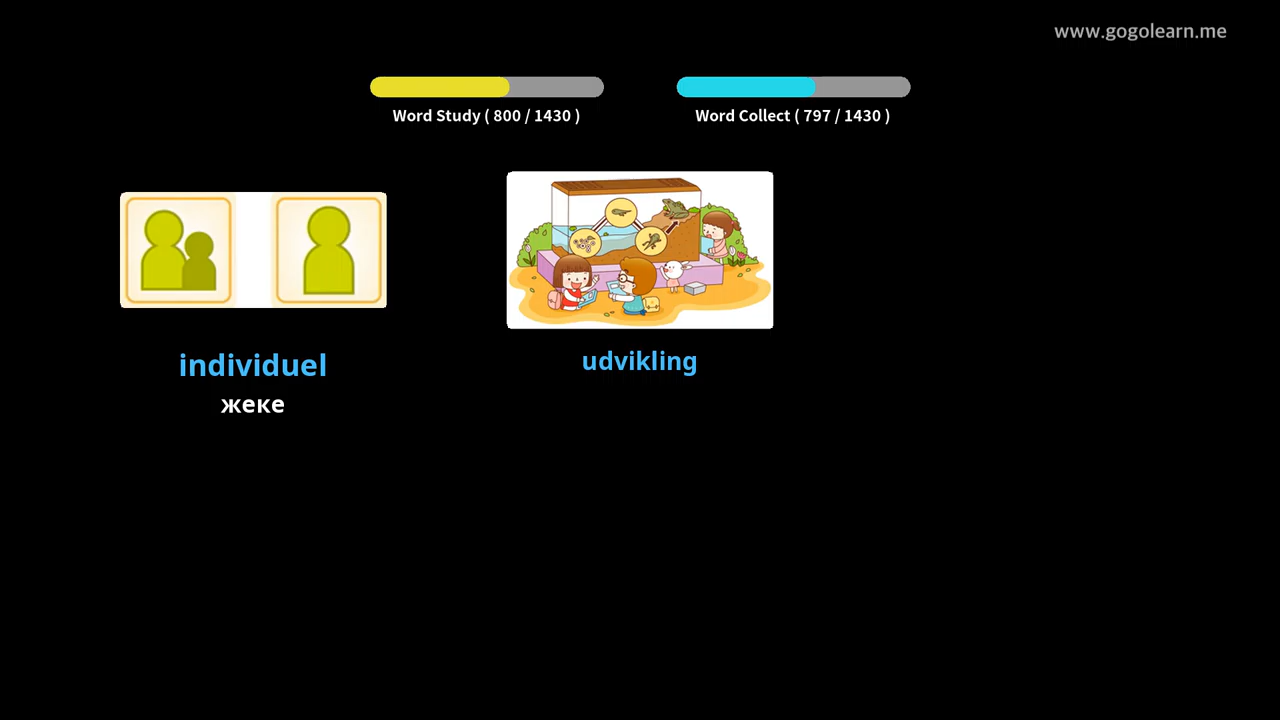 www.gogolearn.me
Word Study ( 800 / 1430 )
Word Collect ( 797 / 1430 )
individuel
жеке
udvikling